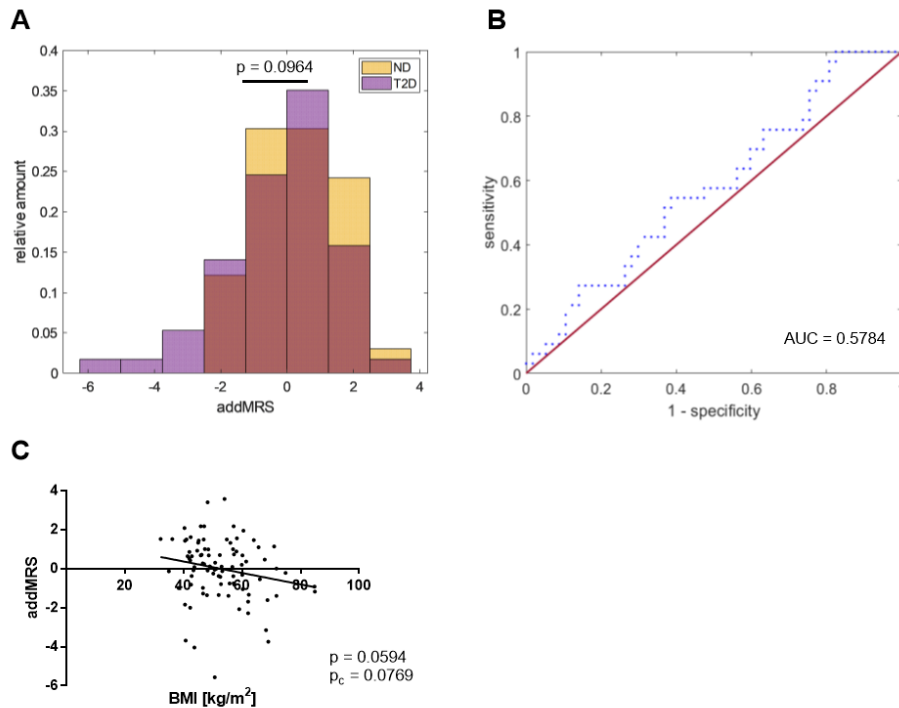 A
p = 0.0964
ND
T2D
0.4
0.35
0.3
0.25
0.2
0.15
0.1
0.05
0
-6
-4
-2
0
2
4
relative amount
addMRS
B
1
0.8
0.6
0.4
0.2
0
0.2
0.4
0.6
0.8
sensitivity
AUC = 0.5784
1 - specificity
C
4
2
0
-2
-4
-6
20
40
60
80
100
addMRS
p = 0.0594
pc = 0.0769
BMI [kg/m²]